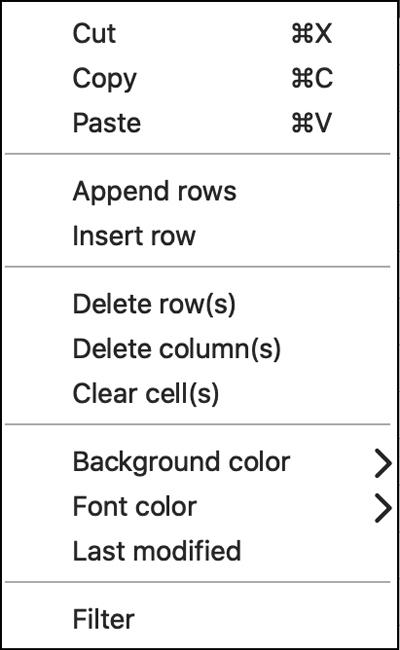 Cut ⌘X
Copy ⌘C
Paste ⌘V
Append rows
Insert row
Delete row(s)
Delete column(s)
Clear cell(s)
Background color
Font color
Last modified
Filter